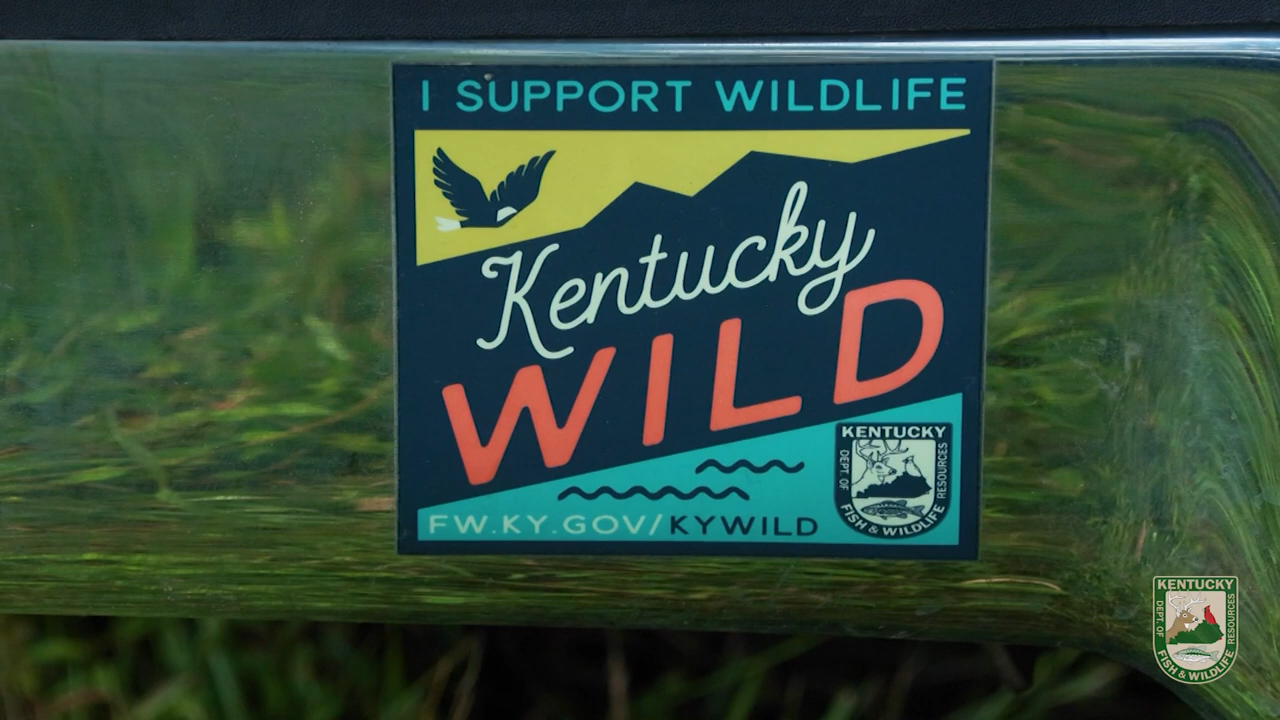 I SUPPORT WILDLIFE
Kentucky
WILD
FW.KY.GOV/KYWILD
KENTUCKY
DEPT. OF
FISH & WILDLIFE
RESOURCES
KENTUCKY
DEPT. OF
FISH & WILDLIFE
RESOURCES